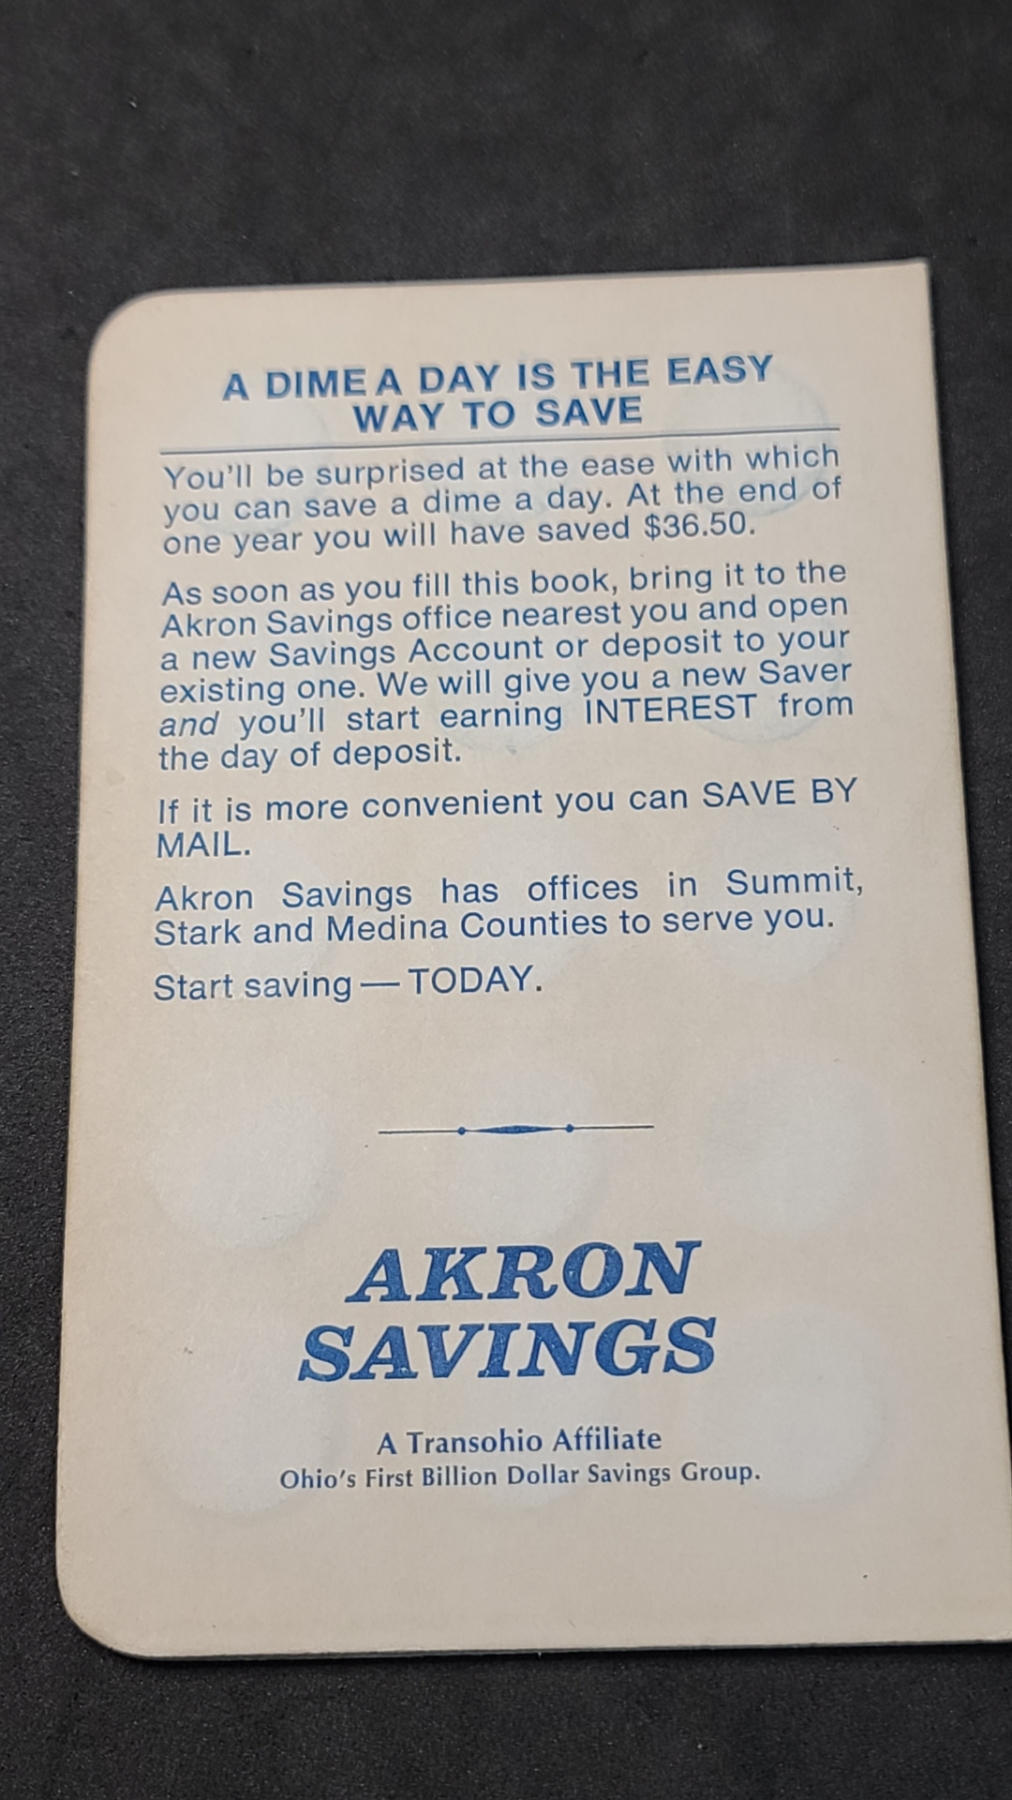 A DIME A DAY IS THE EASY
WAY TO SAVE
You'll be surprised at the ease with which
you can save a dime a day. At the end of
one year you will have saved $36.50.
As soon as you fill this book, bring it to the
Akron Savings office nearest you and open
a new Savings Account or deposit to your
existing one. We will give you a new Saver
and you'll start earning INTEREST from
the day of deposit.
If it is more convenient you can SAVE BY
MAIL.
Akron Savings has offices in Summit,
Stark and Medina Counties to serve you.
Start saving — TODAY.
AKRON
SAVINGS
A Transohio Affiliate
Ohio's First Billion Dollar Savings Group.